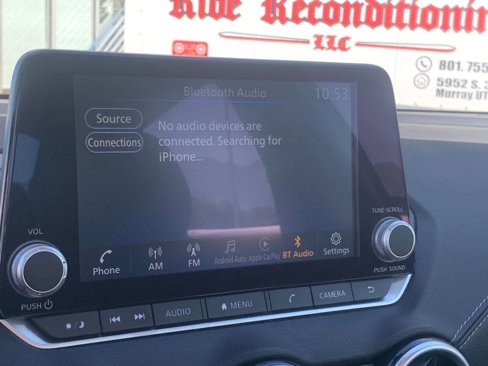 Ride Reconditioning
LLC
801. 755
5952 S. 3
Murray UT
Bluetooth Audio
10:53
Source
Connections
No audio devices are
connected. Searching for
iPhone...
VOL
PUSH
TUNE·SCROLL
PUSH SOUND
Phone
AM
FM
Android Auto
Apple CarPlay
BT Audio
Settings
AUDIO
MENU
CAMERA